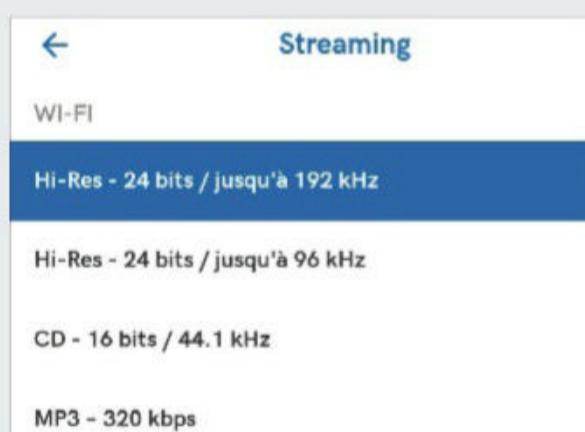 Streaming
WI-FI
Hi-Res - 24 bits / jusqu'à 192 kHz
Hi-Res - 24 bits / jusqu'à 96 kHz
CD - 16 bits / 44.1 kHz
MP3 - 320 kbps